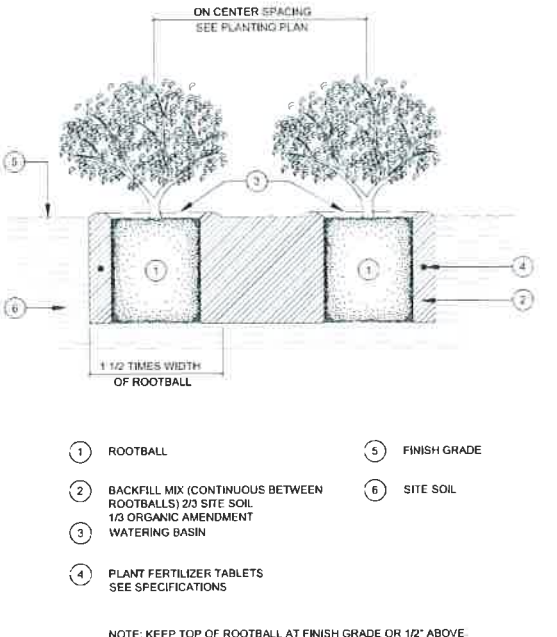 ON CENTER SPACING
SEE PLANTING PLAN
5
3
1
1
4
2
6
1 1/2 TIMES WIDTH
OF ROOTBALL
1 ROOTBALL
5 FINISH GRADE
2 BACKFILL MIX (CONTINUOUS BETWEEN
ROOTBALLS) 2/3 SITE SOIL
1/3 ORGANIC AMENDMENT
6 SITE SOIL
3 WATERING BASIN
4 PLANT FERTILIZER TABLETS
SEE SPECIFICATIONS
NOTE: KEEP TOP OF ROOTBALL AT FINISH GRADE OR 1/2" ABOVE.